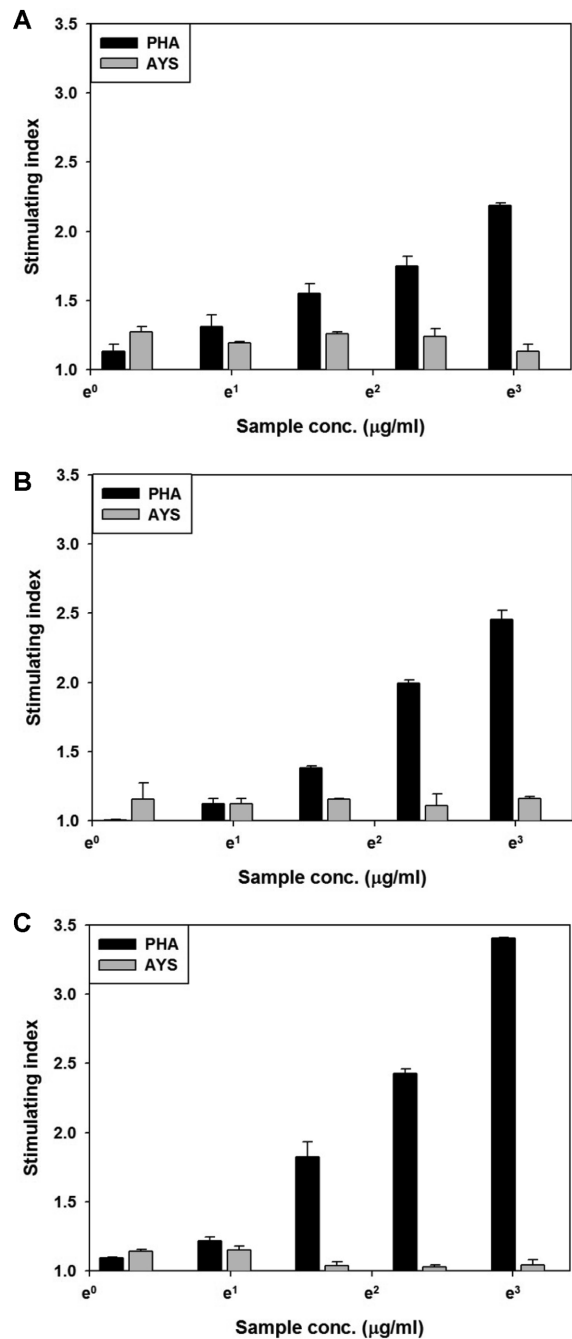 A
PHA
AYS
3.5
3.0
2.5
2.0
1.5
1.0
Stimulating index
e⁰ e¹ e² e³
Sample conc. (μg/ml)
B
PHA
AYS
3.5
3.0
2.5
2.0
1.5
1.0
Stimulating index
e⁰ e¹ e² e³
Sample conc. (μg/ml)
C
PHA
AYS
3.5
3.0
2.5
2.0
1.5
1.0
Stimulating index
e⁰ e¹ e² e³
Sample conc. (μg/ml)